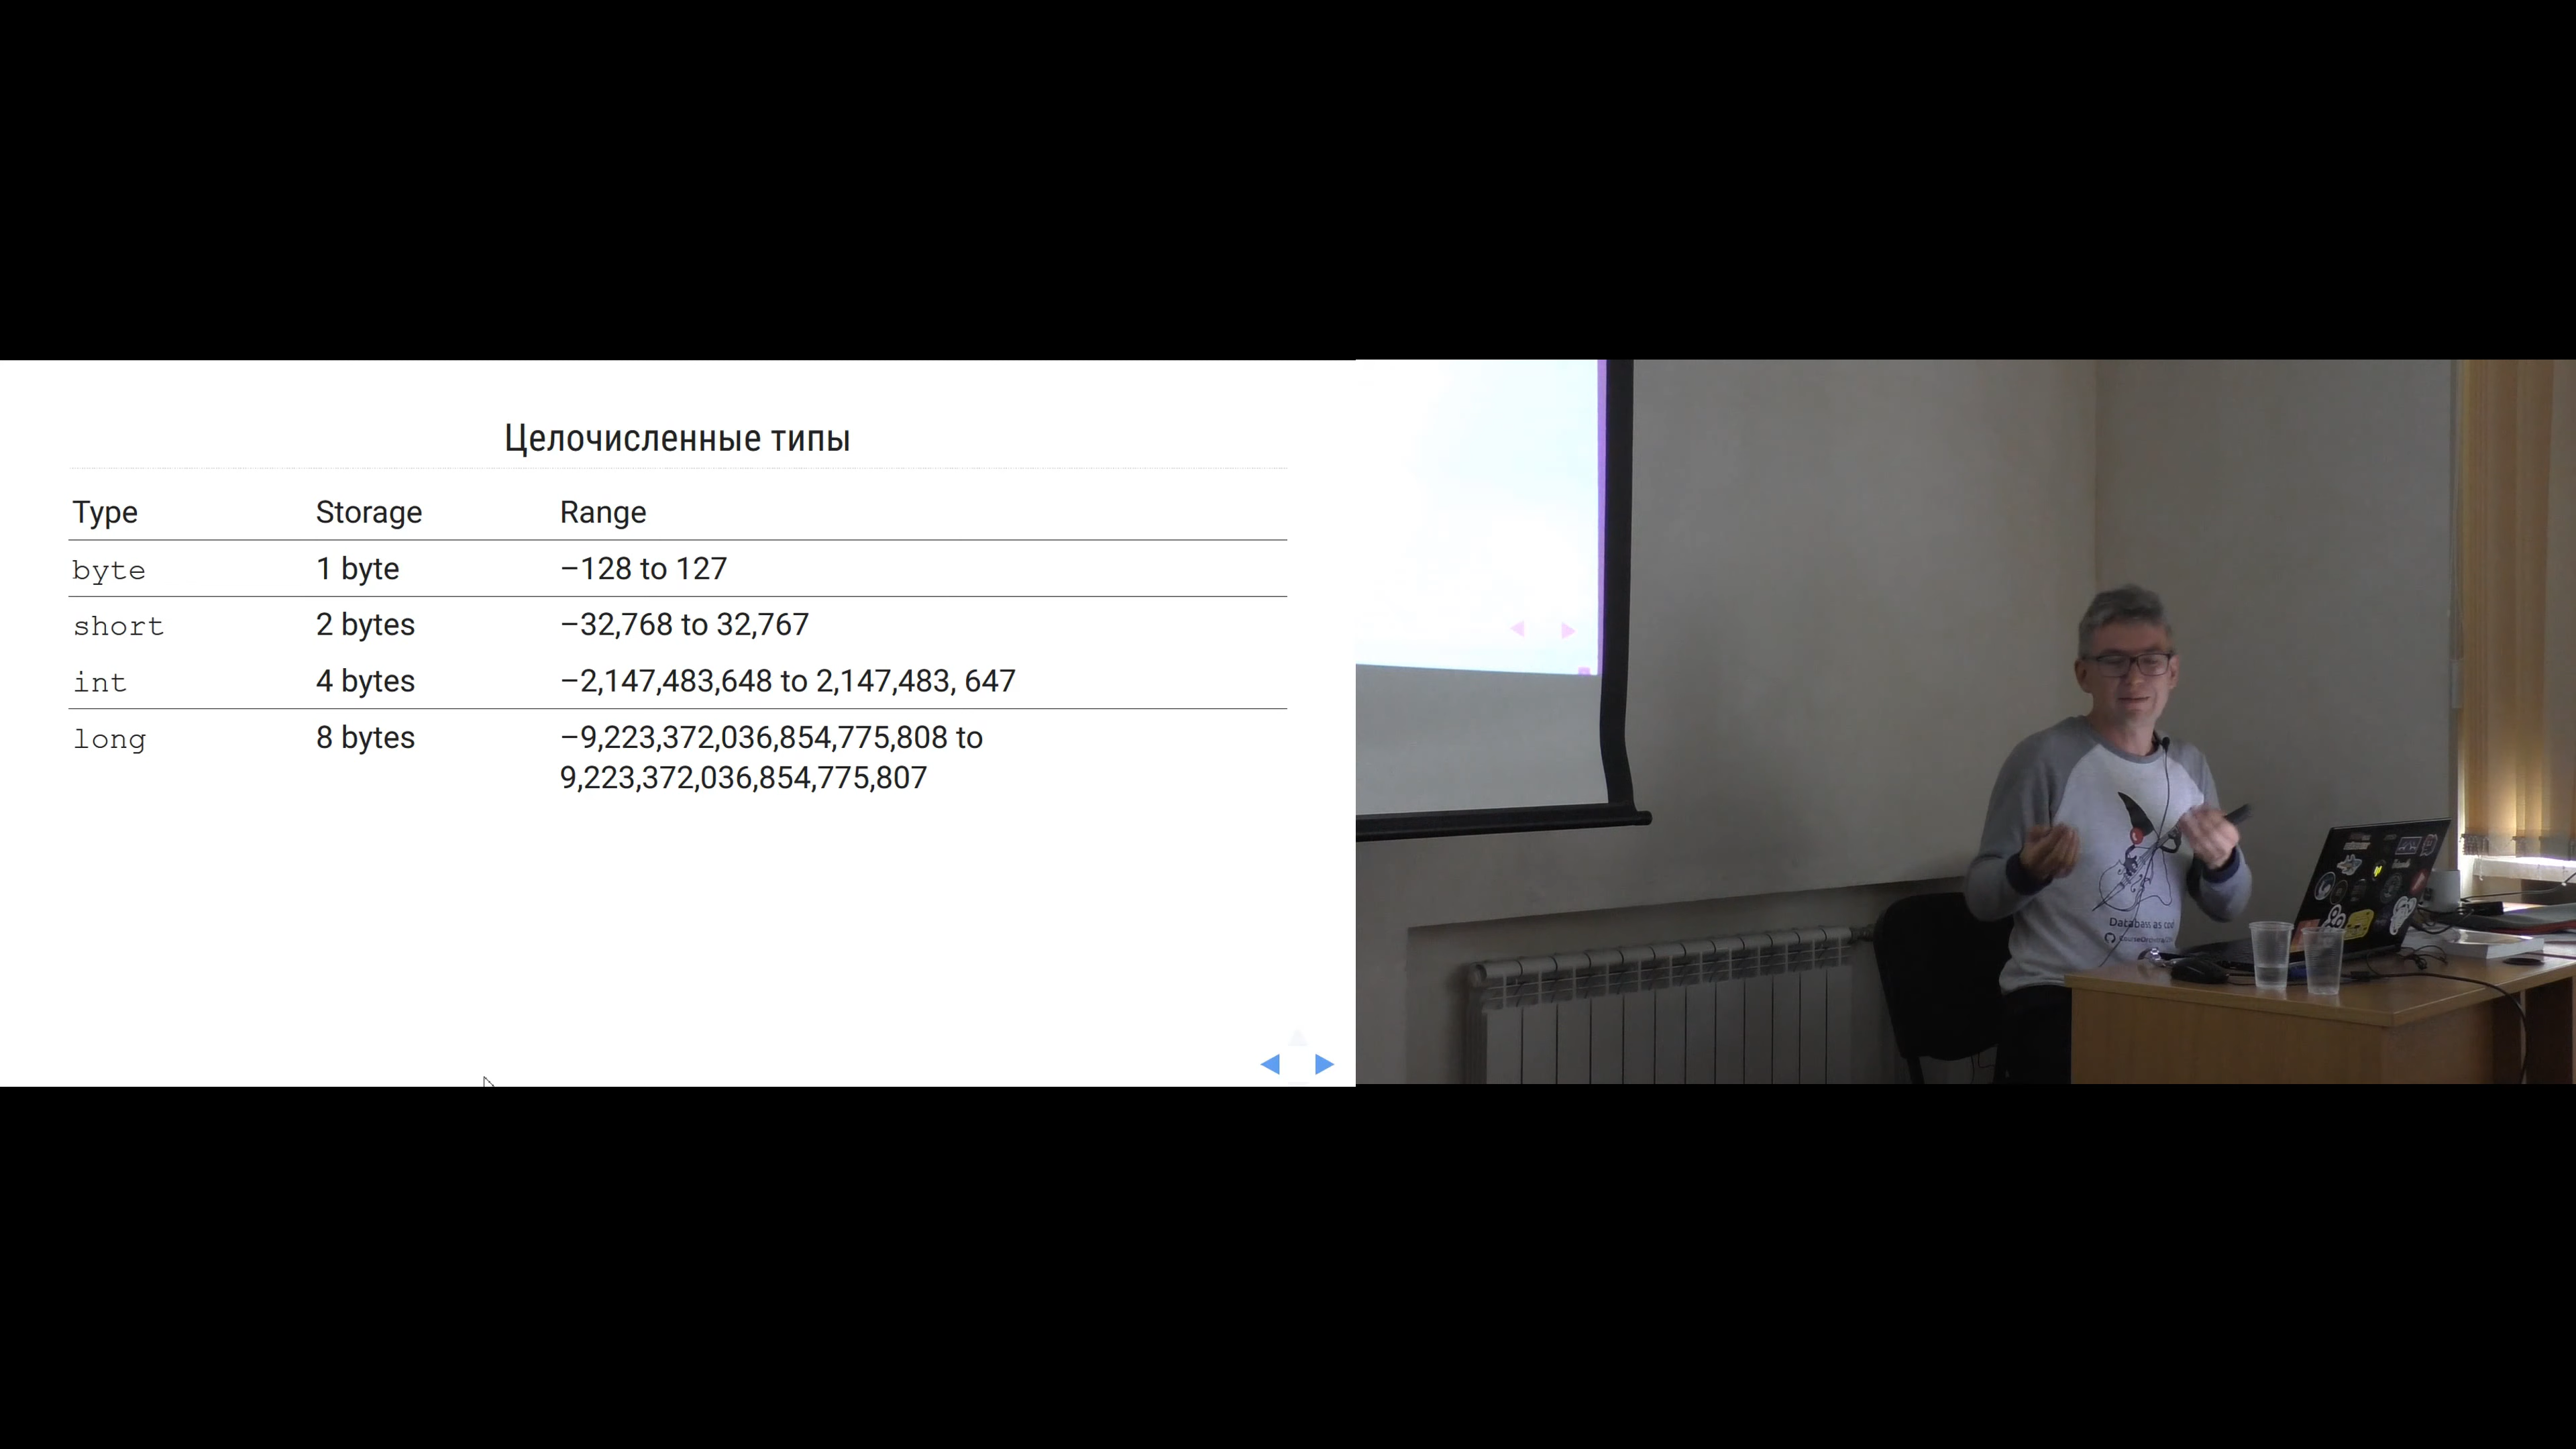 Целочисленные типы
Type Storage Range
byte 1 byte –128 to 127
short 2 bytes –32,768 to 32,767
int 4 bytes –2,147,483,648 to 2,147,483, 647
long 8 bytes –9,223,372,036,854,775,808 to
9,223,372,036,854,775,807
Database as